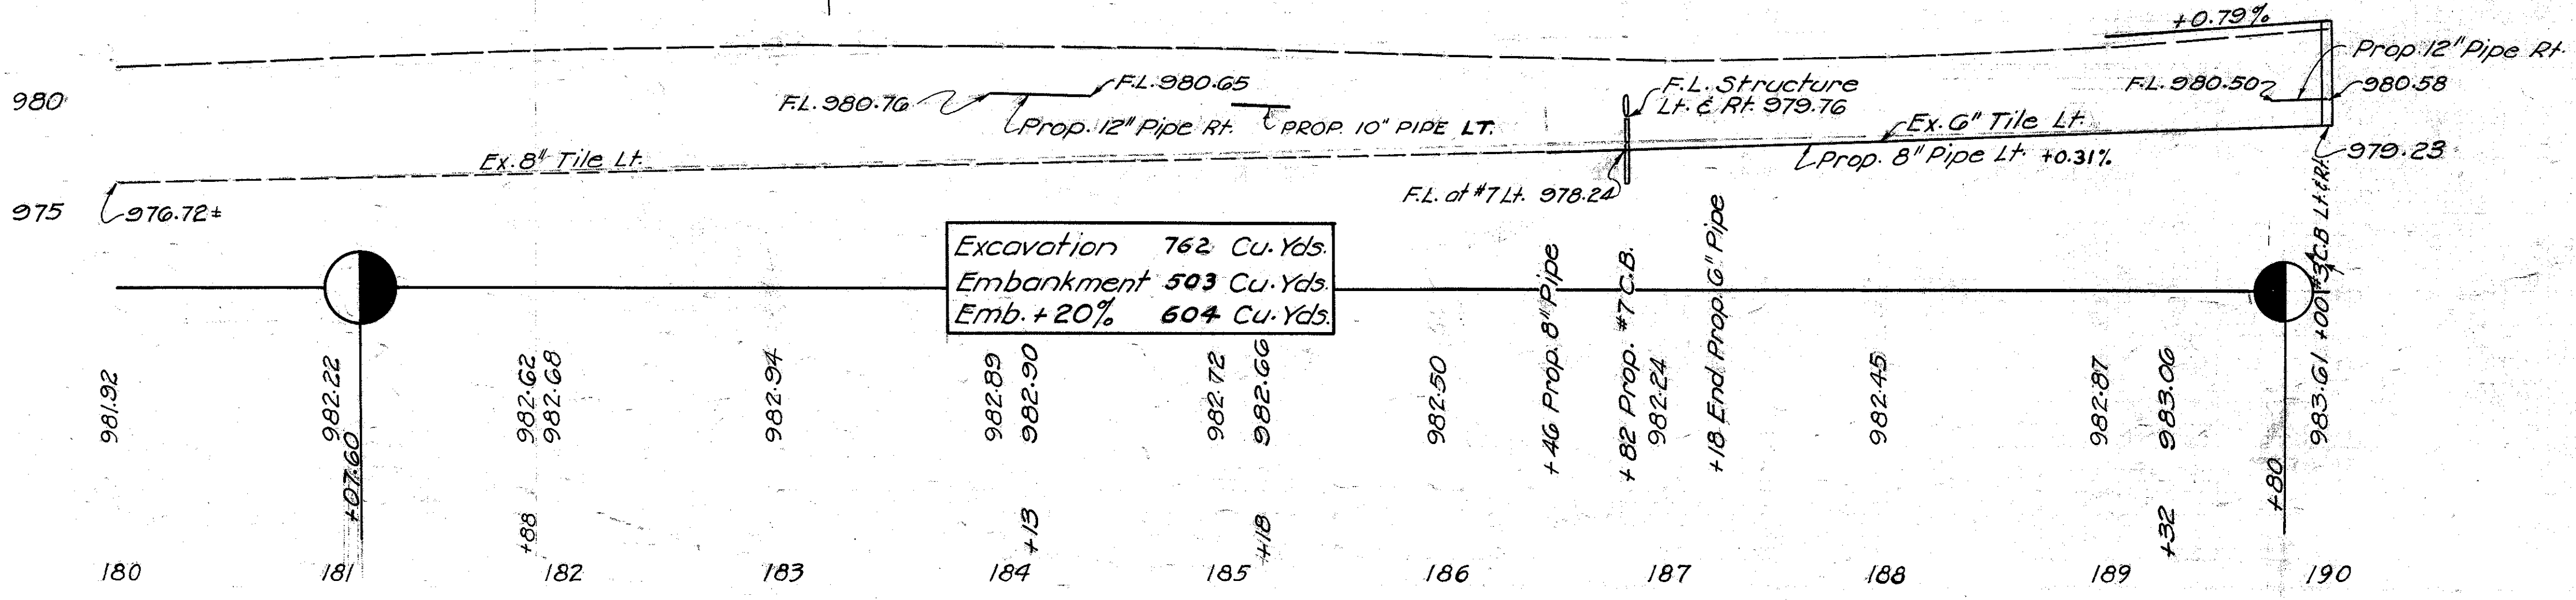 +0.79%
Prop. 12" Pipe Rt.
980
F.L. 980.76
F.L. 980.65
F.L. Structure
Lt. & Rt. 979.76
F.L. 980.50
980.58
Prop. 12" Pipe Rt.
PROP. 10" PIPE LT.
Ex. 6" Tile Lt.
Ex. 8" Tile Lt.
Prop. 8" Pipe Lt. +0.31%
979.23
975
976.72±
F.L. at #7 Lt. 978.24
Excavation 762 Cu. Yds.
Embankment 503 Cu. Yds.
Emb. + 20% 604 Cu. Yds.
981.92
982.22
+07.60
982.62
982.68
982.94
982.89
982.90
982.72
982.66
982.50
+46 Prop. 8" Pipe
+82 Prop. #7 C.B.
982.24
+18 End Prop. 6" Pipe
982.45
982.87
983.06
+80
983.61 +00 #3 C.B Lt. & Rt.
+88
+13
+18
+32
180 181 182 183 184 185 186 187 188 189 190